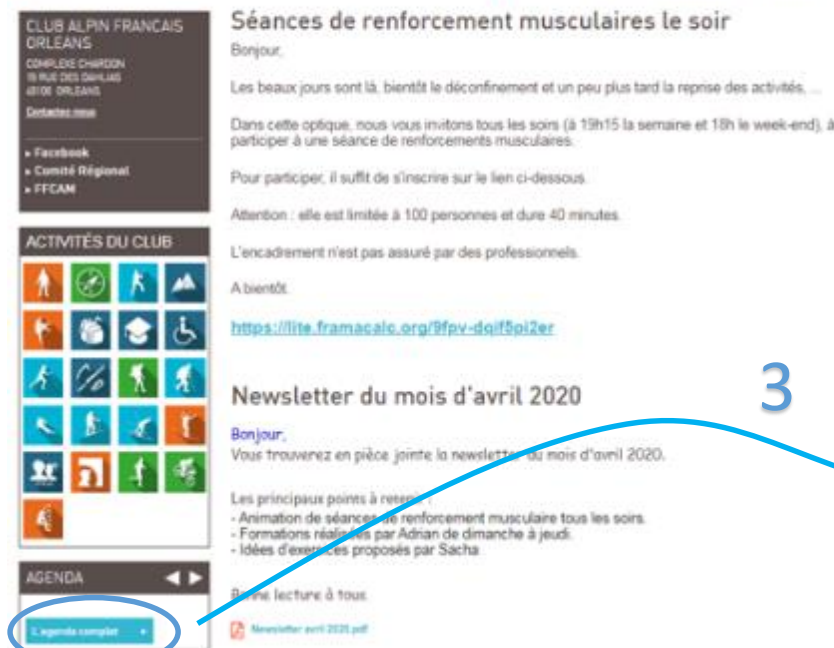 CLUB ALPIN FRANCAIS
ORLEANS
COMPLEXE CHARDON
RUE DES DAHLIAS
ORLEANS
Contactez nous
▸ Facebook
▸ Comité Régional
▸ FFCAM
ACTIVITÉS DU CLUB
AGENDA
L'agenda complet
Séances de renforcement musculaires le soir
Bonjour,
Les beaux jours sont là, bientôt le déconfinement et un peu plus tard la reprise des activités, ...
Dans cette optique, nous vous invitons tous les soirs (à 19h15 la semaine et 18h le week-end), à
participer à une séance de renforcements musculaires.
Pour participer, il suffit de s'inscrire sur le lien ci-dessous.
Attention : elle est limitée à 100 personnes et dure 40 minutes.
L'encadrement n'est pas assuré par des professionnels.
A bientôt.
https://lite.framacalc.org/9fpv-dqif5pi2er
Newsletter du mois d'avril 2020
3
Bonjour,
Vous trouverez en pièce jointe la newsletter du mois d'avril 2020.
Les principaux points à retenir :
- Animation de séances de renforcement musculaire tous les soirs.
- Formations réalisées par Adrian de dimanche à jeudi.
- Idées d'exercices proposés par Sacha
Bonne lecture à tous
Newsletter avril 2020.pdf